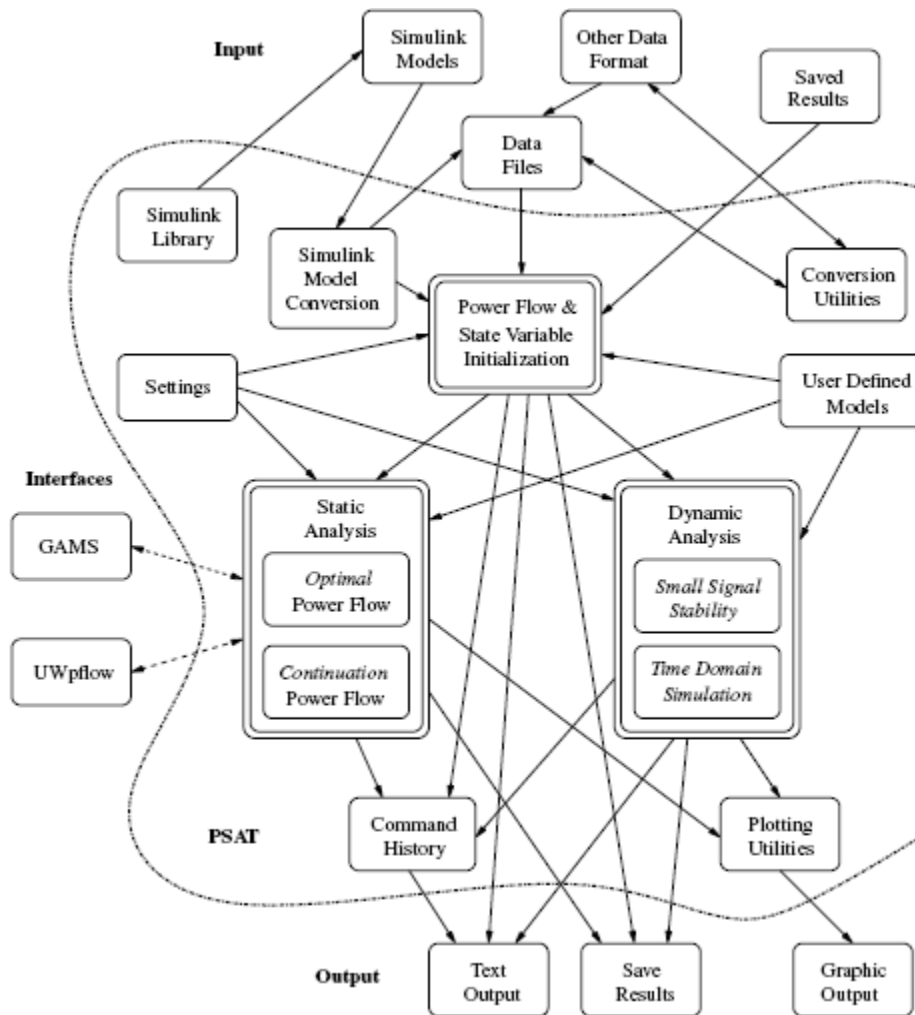 Input
Simulink
Models
Other Data
Format
Saved
Results
Data
Files
Simulink
Library
Simulink
Model
Conversion
Power Flow &
State Variable
Initialization
Conversion
Utilities
Settings
User Defined
Models
Interfaces
GAMS
UWpflow
Static
Analysis
Optimal
Power Flow
Continuation
Power Flow
Dynamic
Analysis
Small Signal
Stability
Time Domain
Simulation
PSAT
Command
History
Plotting
Utilities
Output
Text
Output
Save
Results
Graphic
Output